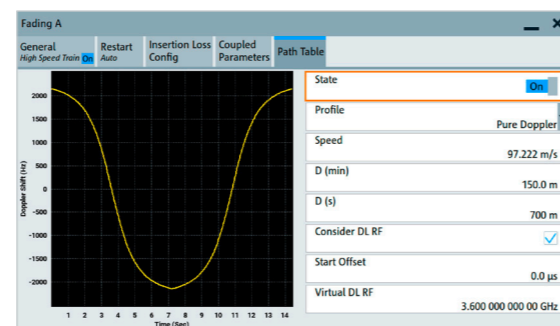 Fading A
General
High Speed Train On
Restart
Auto
Insertion Loss
Config
Coupled
Parameters
Path Table
Doppler Shift (Hz)
2000
1500
1000
500
0
-500
-1000
-1500
-2000
1 2 3 4 5 6 7 8 9 10 11 12 13 14
Time (Sec)
State
On
Profile
Pure Doppler
Speed
97.222 m/s
D (min)
150.0 m
D (s)
700 m
Consider DL RF
Start Offset
0.0 µs
Virtual DL RF
3.600 000 000 00 GHz